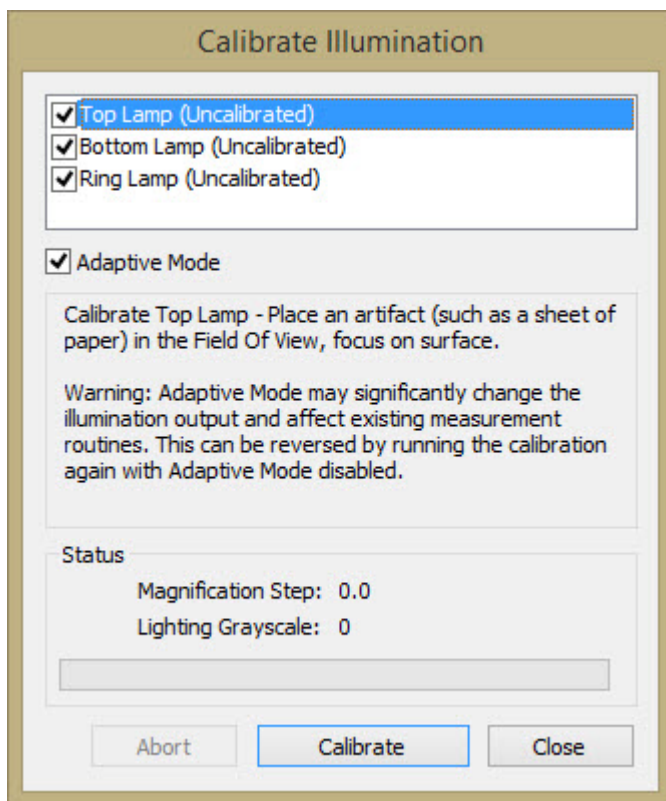 Calibrate Illumination
Top Lamp (Uncalibrated)
Bottom Lamp (Uncalibrated)
Ring Lamp (Uncalibrated)
Adaptive Mode
Calibrate Top Lamp - Place an artifact (such as a sheet of
paper) in the Field Of View, focus on surface.
Warning: Adaptive Mode may significantly change the
illumination output and affect existing measurement
routines. This can be reversed by running the calibration
again with Adaptive Mode disabled.
Status
Magnification Step: 0.0
Lighting Grayscale: 0
Abort Calibrate Close